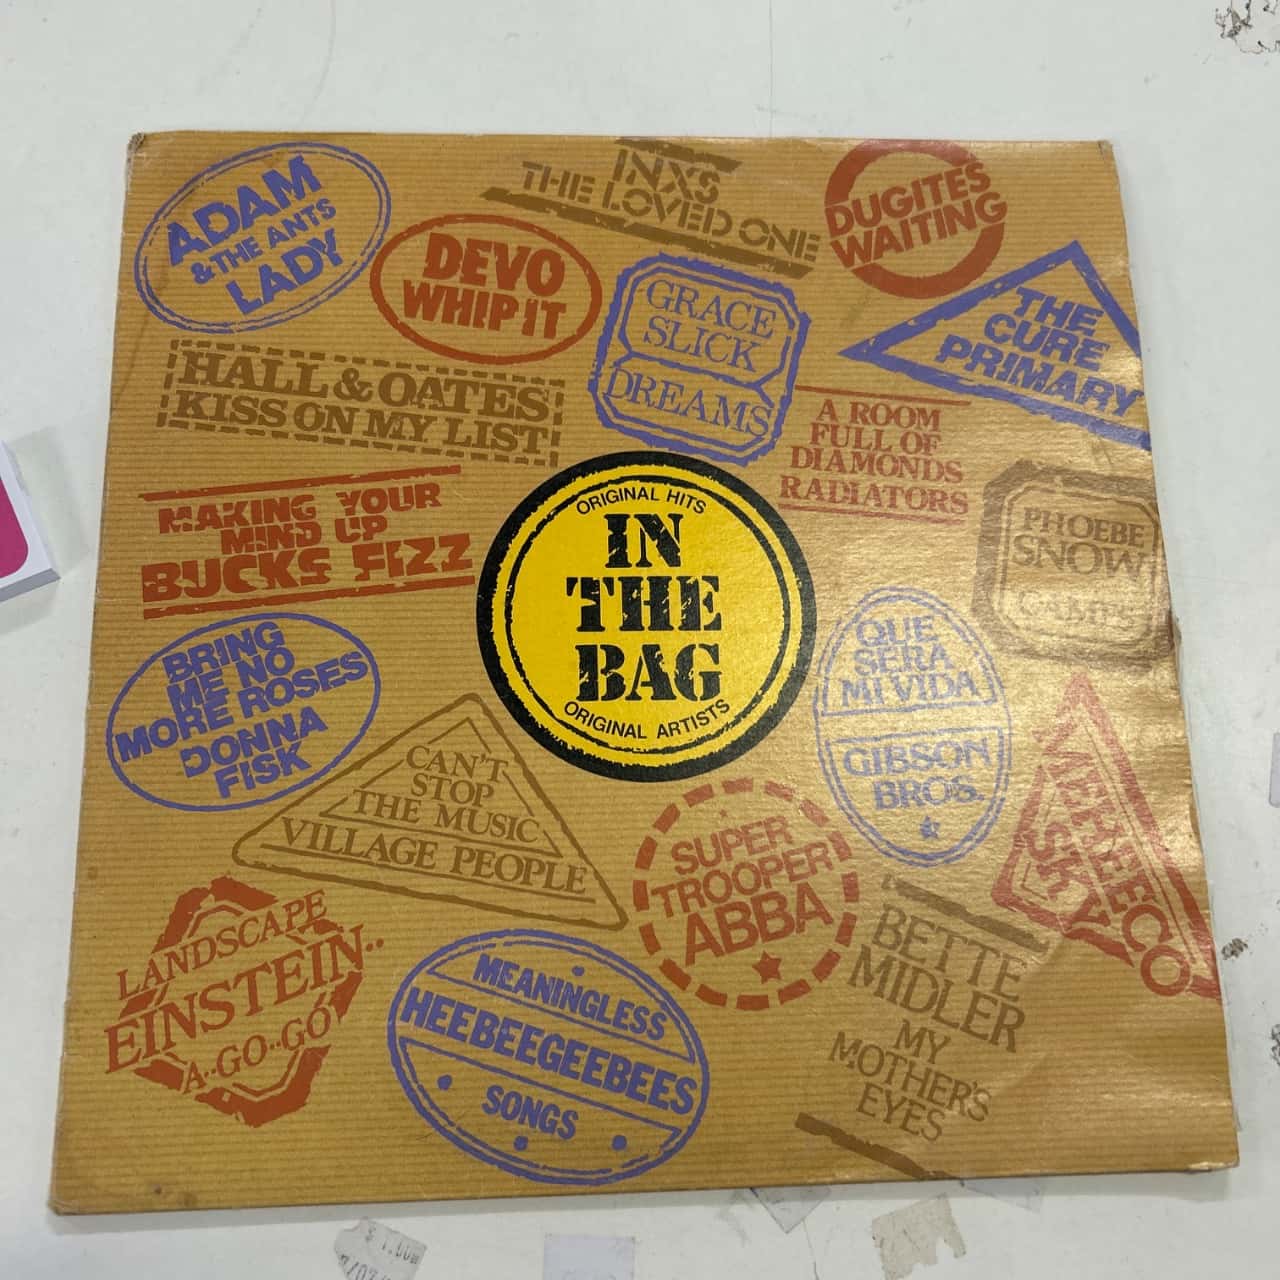 ADAM
& THE ANTS
LADY
INXS
THE LOVED ONE
DUGITES
WAITING
DEVO
WHIP IT
GRACE
SLICK
DREAMS
THE
CURE
PRIMARY
HALL & OATES
KISS ON MY LIST
A ROOM
FULL OF
DIAMONDS
RADIATORS
MAKING YOUR
MIND UP
BUCKS FIZZ
ORIGINAL HITS
IN
THE
BAG
ORIGINAL ARTISTS
PHOEBE
SNOW
BRING
ME NO
MORE ROSES
DONNA
FISK
QUE
SERA
MI VIDA
GIBSON
BROS.
CAN'T
STOP
THE MUSIC
VILLAGE PEOPLE
SUPER
TROOPER
ABBA
SKY
LANDSCAPE
EINSTEIN..
A..GO..GO
MEANINGLESS
HEEBEEGEEBEES
SONGS
BETTE
MIDLER
MY
MOTHER'S
EYES